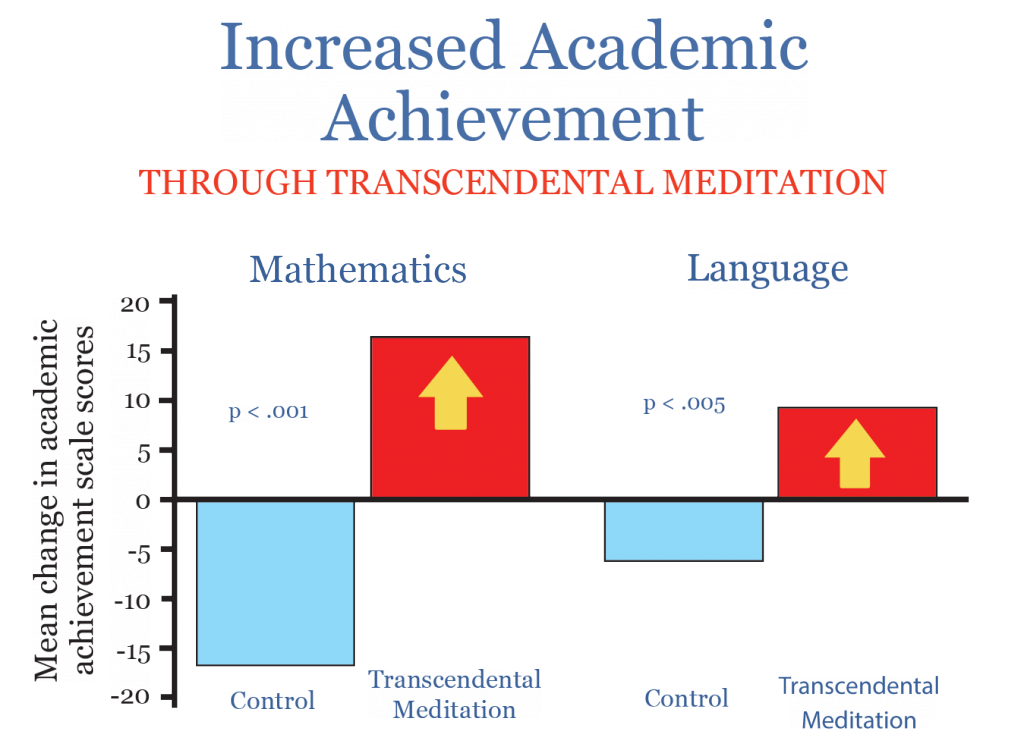 Increased Academic
Achievement
THROUGH TRANSCENDENTAL MEDITATION
Mathematics
Language
Mean change in academic
achievement scale scores
20
15
10
5
0
-5
-10
-15
-20
p < .001
p < .005
Control
Transcendental
Meditation
Control
Transcendental
Meditation